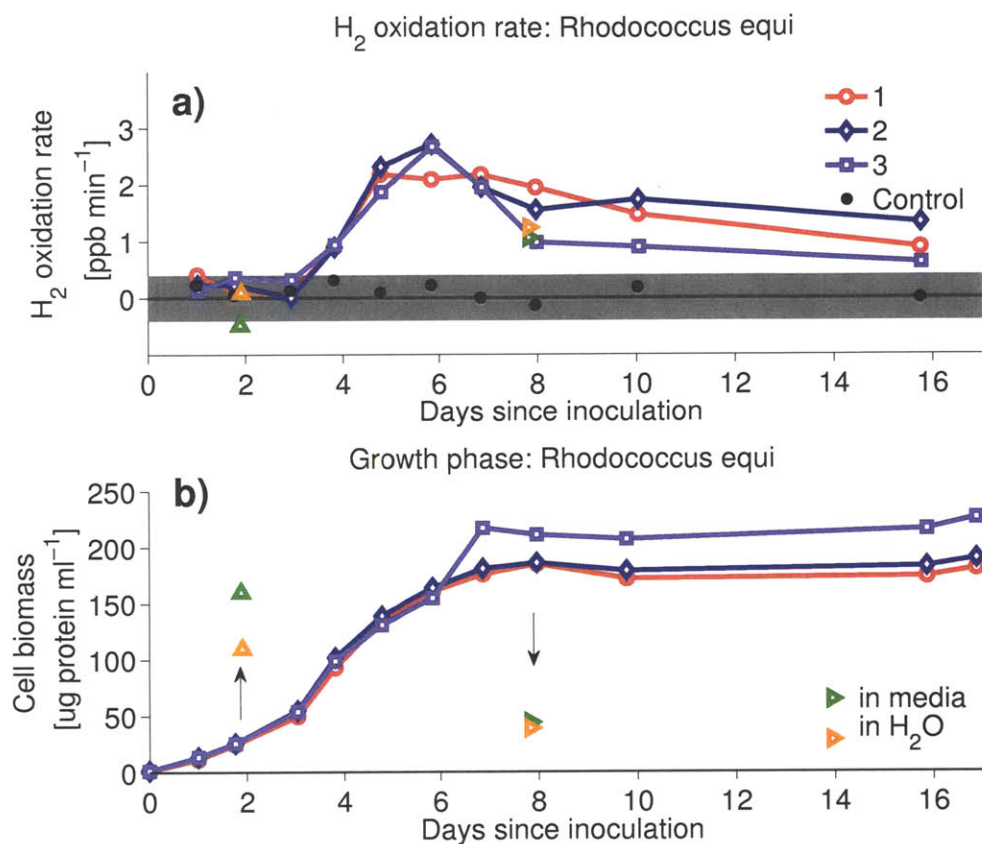 H2 oxidation rate: Rhodococcus equi
a)
1
2
3
Control
3
2
1
0
H2 oxidation rate
[ppb min−1]
0 2 4 6 8 10 12 14 16
Days since inoculation
Growth phase: Rhodococcus equi
b)
250
200
150
100
50
0
Cell biomass
[ug protein ml−1]
in media
in H2O
0 2 4 6 8 10 12 14 16
Days since inoculation